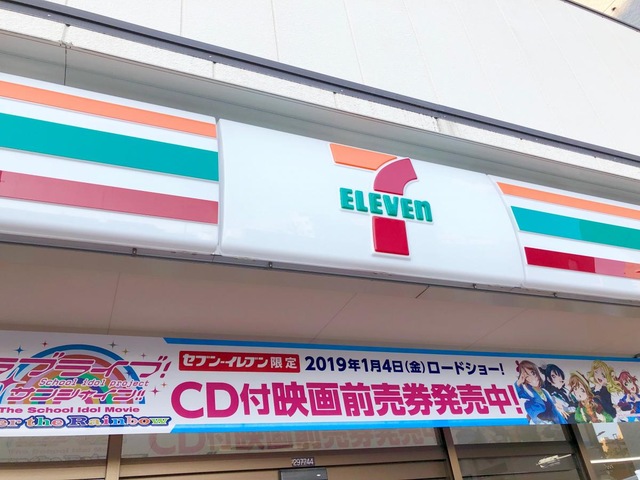 7
ELEVEN
ラブライブ!
School idol project
サンシャイン!!
The School Idol Movie
Over the Rainbow
セブン-イレブン限定 2019年1月4日(金)ロードショー!
CD付映画前売券発売中!
297744